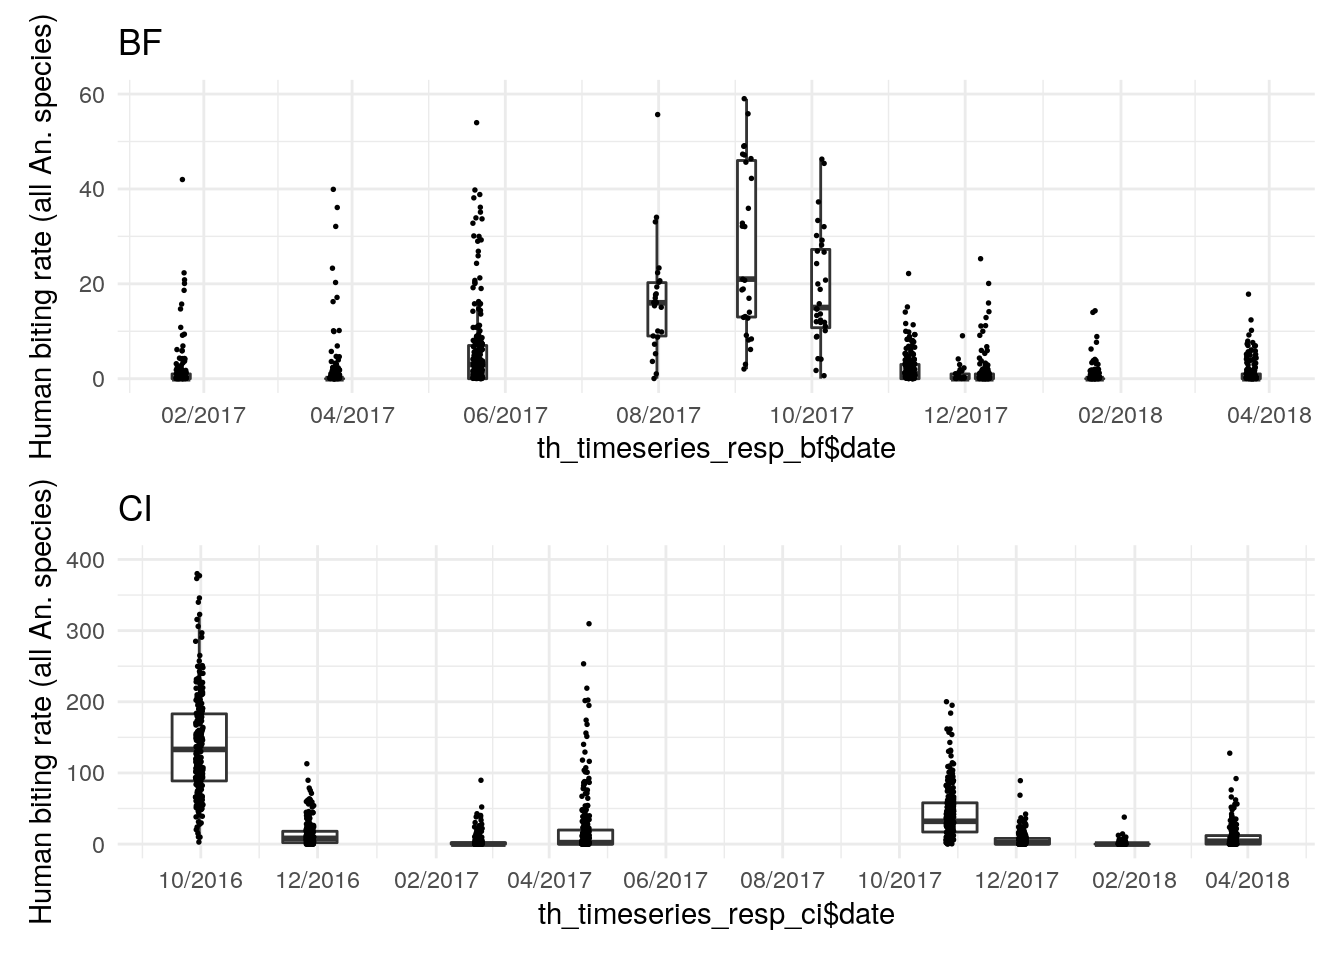 BF
Human biting rate (all An. species)
60
40
20
0
02/2017 04/2017 06/2017 08/2017 10/2017 12/2017 02/2018 04/2018
th_timeseries_resp_bf$date
CI
Human biting rate (all An. species)
400
300
200
100
0
10/2016 12/2016 02/2017 04/2017 06/2017 08/2017 10/2017 12/2017 02/2018 04/2018
th_timeseries_resp_ci$date